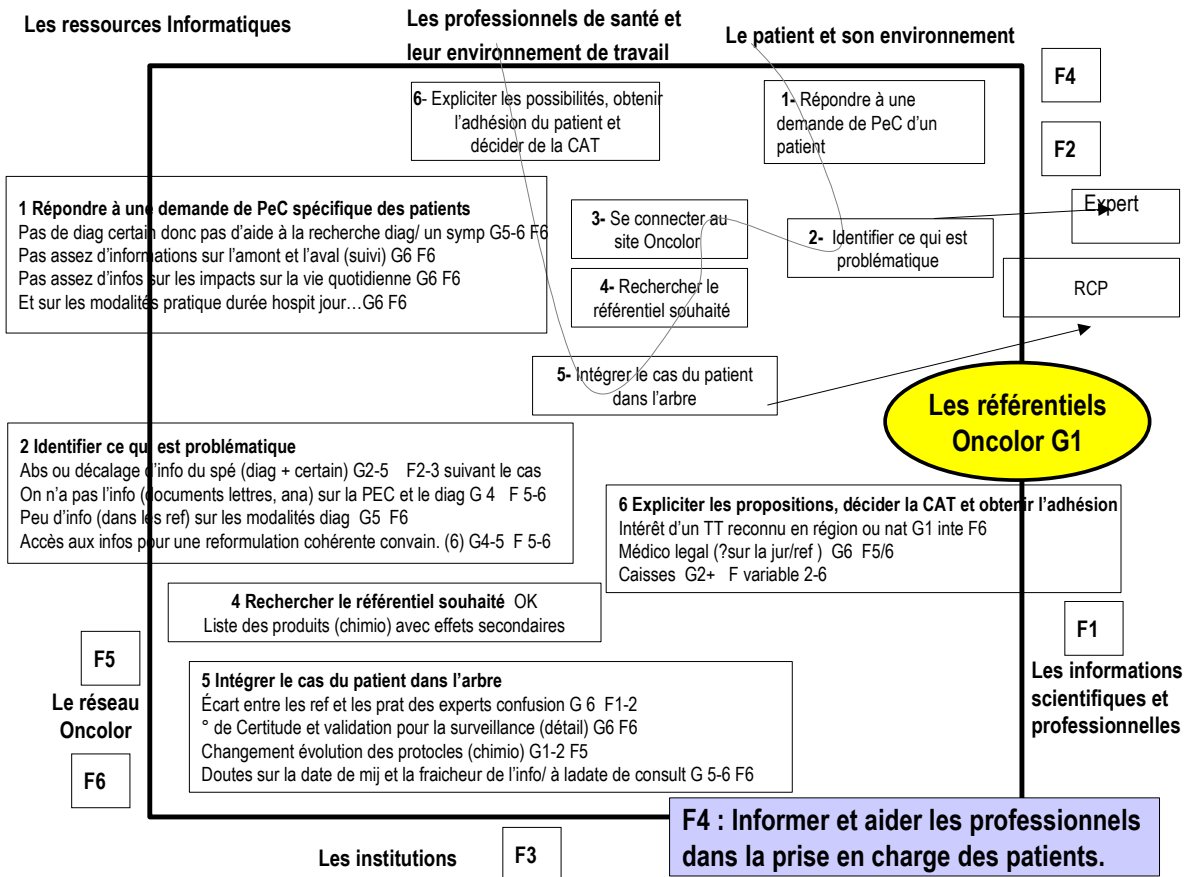 Les ressources Informatiques
Les professionnels de santé et
leur environnement de travail
Le patient et son environnement
F4
F2
6- Expliciter les possibilités, obtenir
l’adhésion du patient et
décider de la CAT
1- Répondre à une
demande de PeC d’un
patient
1 Répondre à une demande de PeC spécifique des patients
Pas de diag certain donc pas d’aide à la recherche diag/ un symp G5-6 F6
Pas assez d’informations sur l’amont et l’aval (suivi) G6 F6
Pas assez d’infos sur les impacts sur la vie quotidienne G6 F6
Et sur les modalités pratique durée hospit jour…G6 F6
3- Se connecter au
site Oncolor
2- Identifier ce qui est
problématique
Expert
4- Rechercher le
référentiel souhaité
RCP
5- Intégrer le cas du patient
dans l’arbre
Les référentiels
Oncolor G1
2 Identifier ce qui est problématique
Abs ou décalage d’info du spé (diag + certain) G2-5 F2-3 suivant le cas
On n’a pas l’info (documents lettres, ana) sur la PEC et le diag G 4 F 5-6
Peu d’info (dans les ref) sur les modalités diag G5 F6
Accès aux infos pour une reformulation cohérente convain. (6) G4-5 F 5-6
6 Expliciter les propositions, décider la CAT et obtenir l’adhésion
Intérêt d’un TT reconnu en région ou nat G1 inte F6
Médico legal (?sur la jur/ref ) G6 F5/6
Caisses G2+ F variable 2-6
4 Rechercher le référentiel souhaité OK
Liste des produits (chimio) avec effets secondaires
F5
Le réseau
Oncolor
F6
5 Intégrer le cas du patient dans l’arbre
Écart entre les ref et les prat des experts confusion G 6 F1-2
° de Certitude et validation pour la surveillance (détail) G6 F6
Changement évolution des protocles (chimio) G1-2 F5
Doutes sur la date de mij et la fraicheur de l’info/ à ladate de consult G 5-6 F6
F1
Les informations
scientifiques et
professionnelles
F4 : Informer et aider les professionnels
dans la prise en charge des patients.
Les institutions
F3